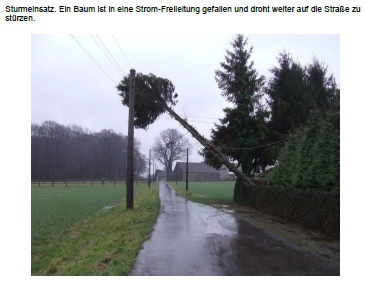 Sturmeinsatz. Ein Baum ist in eine Strom-Freileitung gefallen und droht weiter auf die Straße zu
stürzen.